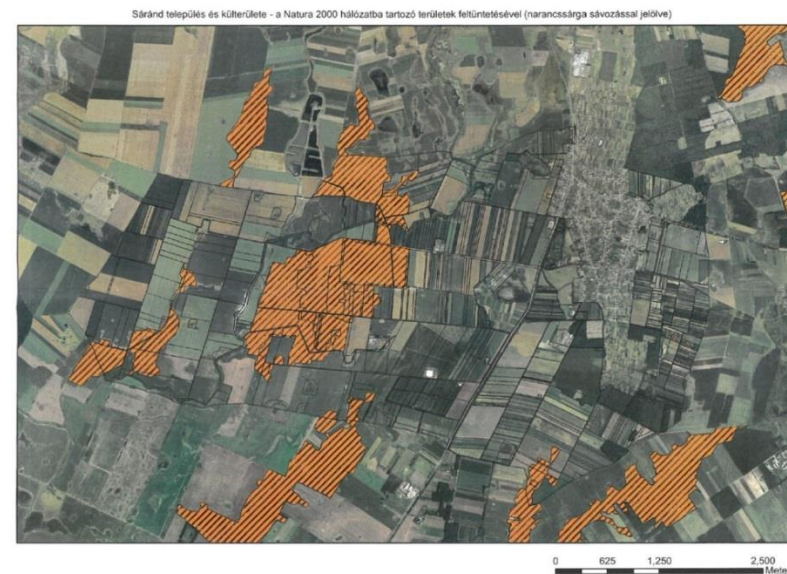 Sáránd település és külterülete - a Natura 2000 hálózatba tartozó területek feltüntetésével (narancssárga sávozással jelölve)
0 625 1,250 2,500